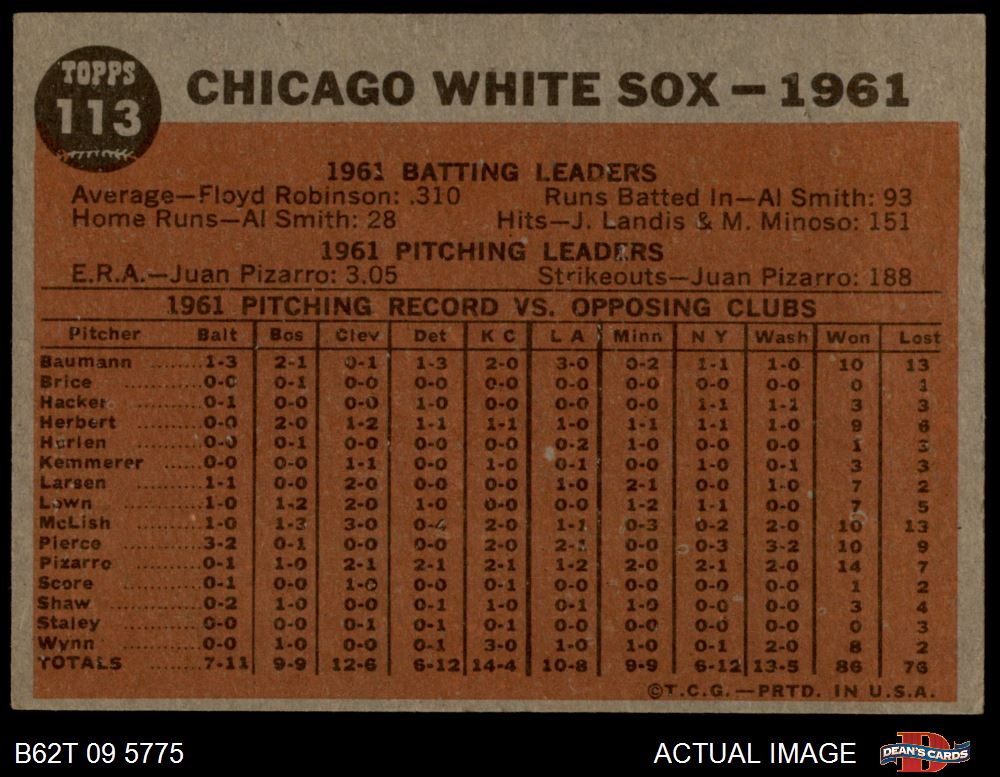 TOPPS
113
CHICAGO WHITE SOX – 1961
1961 BATTING LEADERS
Average—Floyd Robinson: .310 Runs Batted In—Al Smith: 93
Home Runs—Al Smith: 28 Hits—J. Landis & M. Minoso: 151
1961 PITCHING LEADERS
E.R.A.—Juan Pizarro: 3.05 Strikeouts—Juan Pizarro: 188
1961 PITCHING RECORD VS. OPPOSING CLUBS
Pitcher Balt Bos Clev Det K C L A Minn N Y Wash Won Lost
Baumann ........... 1-3 2-1 0-1 1-3 2-0 3-0 0-2 1-1 1-0 10 13
Brice ........... 0-0 0-1 0-0 0-0 0-0 0-0 0-0 0-0 0-0 0 1
Hacker ........... 0-1 0-0 0-0 1-0 0-0 0-0 0-0 1-1 1-1 3 3
Herbert ........... 0-0 2-0 1-2 1-1 1-1 1-0 1-1 1-1 1-0 9 6
Harlen ........... 0-0 0-1 0-0 0-0 0-0 0-2 1-0 0-0 0-0 1 3
Kemmerer ...... 0-0 0-0 1-1 0-0 1-0 0-1 0-0 1-0 0-1 3 3
Larsen ........... 1-1 0-0 2-0 0-0 0-0 1-0 2-1 0-0 1-0 7 2
Lown ........... 1-0 1-2 2-0 1-0 0-0 0-0 1-2 1-1 0-0 7 5
McLish ........... 1-0 1-3 3-0 0-4 2-0 1-1 0-3 0-2 2-0 10 13
Pierce ........... 3-2 0-1 0-0 0-0 2-0 2-1 0-0 0-3 3-2 10 9
Pizarro ........... 0-1 1-0 2-1 2-1 2-1 1-2 2-0 2-1 2-0 14 7
Score ........... 0-1 0-0 1-0 0-0 0-1 0-0 0-0 0-0 0-0 1 2
Shaw ........... 0-2 1-0 0-0 0-1 1-0 0-1 1-0 0-0 0-0 3 4
Staley ........... 0-0 0-0 0-1 0-1 0-1 0-0 0-0 0-0 0-0 0 3
Wynn ........... 0-0 1-0 0-0 0-1 3-0 1-0 1-0 0-1 2-0 8 2
TOTALS 7-11 9-9 12-6 6-12 14-4 10-8 9-9 6-12 13-5 86 76
©T.C.G.—PRTD. IN U.S.A.
B62T 09 5775 ACTUAL IMAGE
D
DEAN'S CARDS